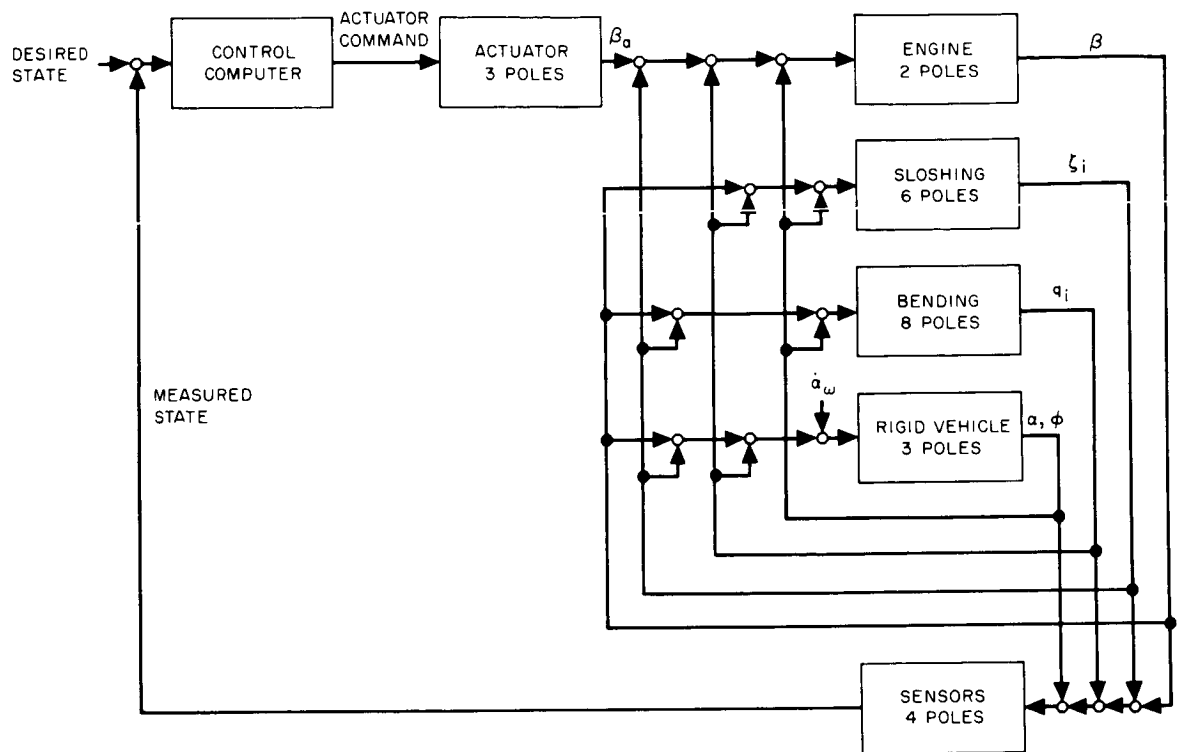 DESIRED
STATE
CONTROL
COMPUTER
ACTUATOR
COMMAND
ACTUATOR
3 POLES
βa
ENGINE
2 POLES
β
SLOSHING
6 POLES
ζi
BENDING
8 POLES
qi
α̇ω
RIGID VEHICLE
3 POLES
α, ϕ
MEASURED
STATE
SENSORS
4 POLES